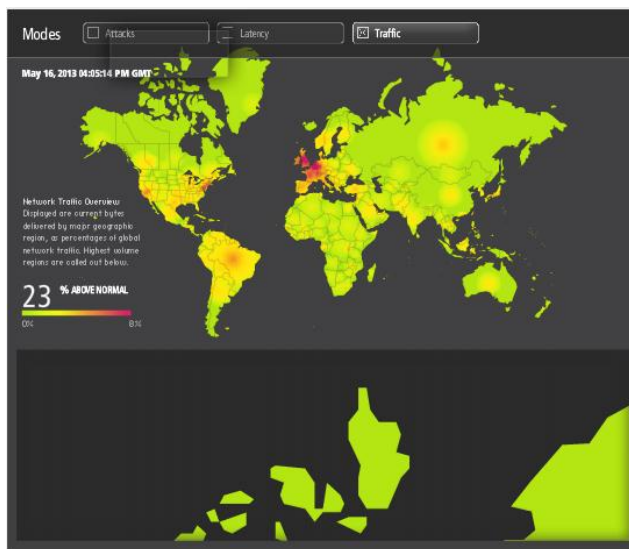 Modes
Attacks
Latency
Traffic
May 16, 2013 04:05:14 PM GMT
Network Traffic Overview
Displayed are current bytes
delivered by major geographic
region, as percentages of global
network traffic. Highest volume
regions are called out below.
23 % ABOVE NORMAL
0% 8%